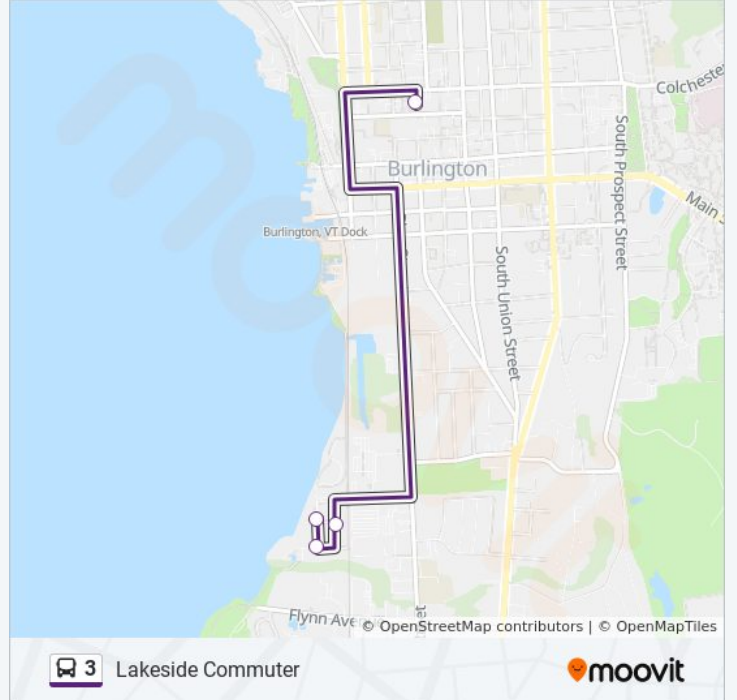 Colcheste
South Prospect Street
Burlington
Main S
Burlington, VT Dock
South Union Street
Flynn Ave
© OpenStreetMap contributors | © OpenMapTiles
3 Lakeside Commuter
moovit